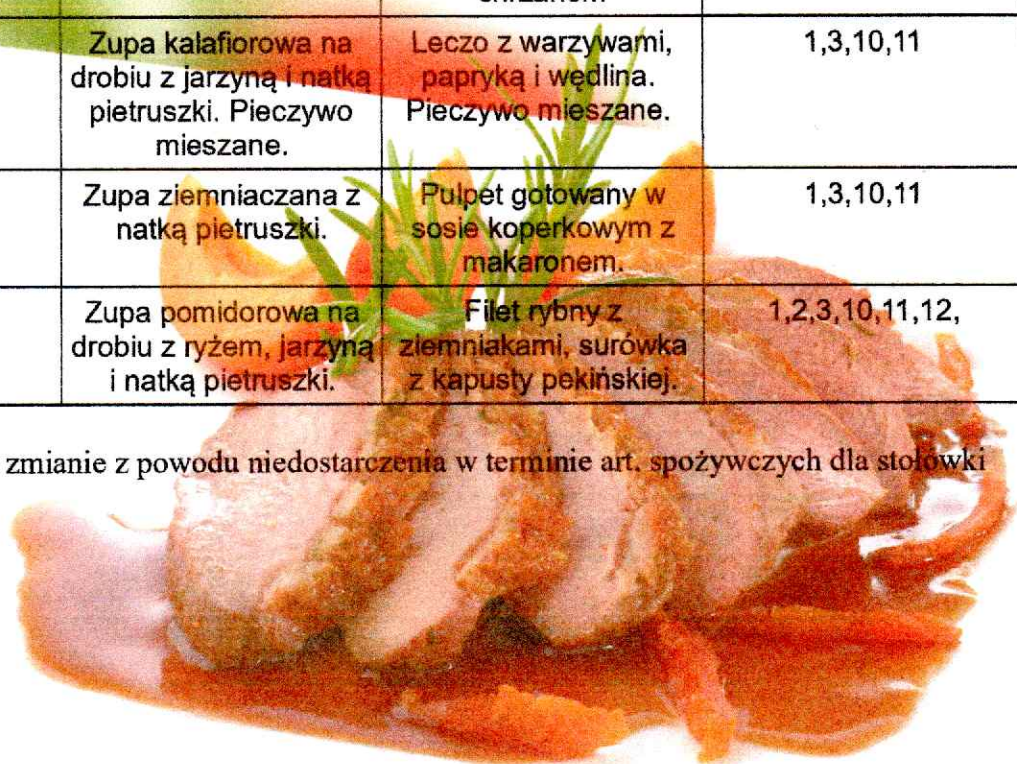 Zupa kalafiorowa na
drobiu z jarzyną i natką
pietruszki. Pieczywo
mieszane.
Leczo z warzywami,
papryką i wędlina.
Pieczywo mieszane.
1,3,10,11
Zupa ziemniaczana z
natką pietruszki.
Pulpet gotowany w
sosie koperkowym z
makaronem.
1,3,10,11
Zupa pomidorowa na
drobiu z ryżem, jarzyną
i natką pietruszki.
Filet rybny z
ziemniakami, surówka
z kapusty pekińskiej.
1,2,3,10,11,12,
zmianie z powodu niedostarczenia w terminie art. spożywczych dla stołówki